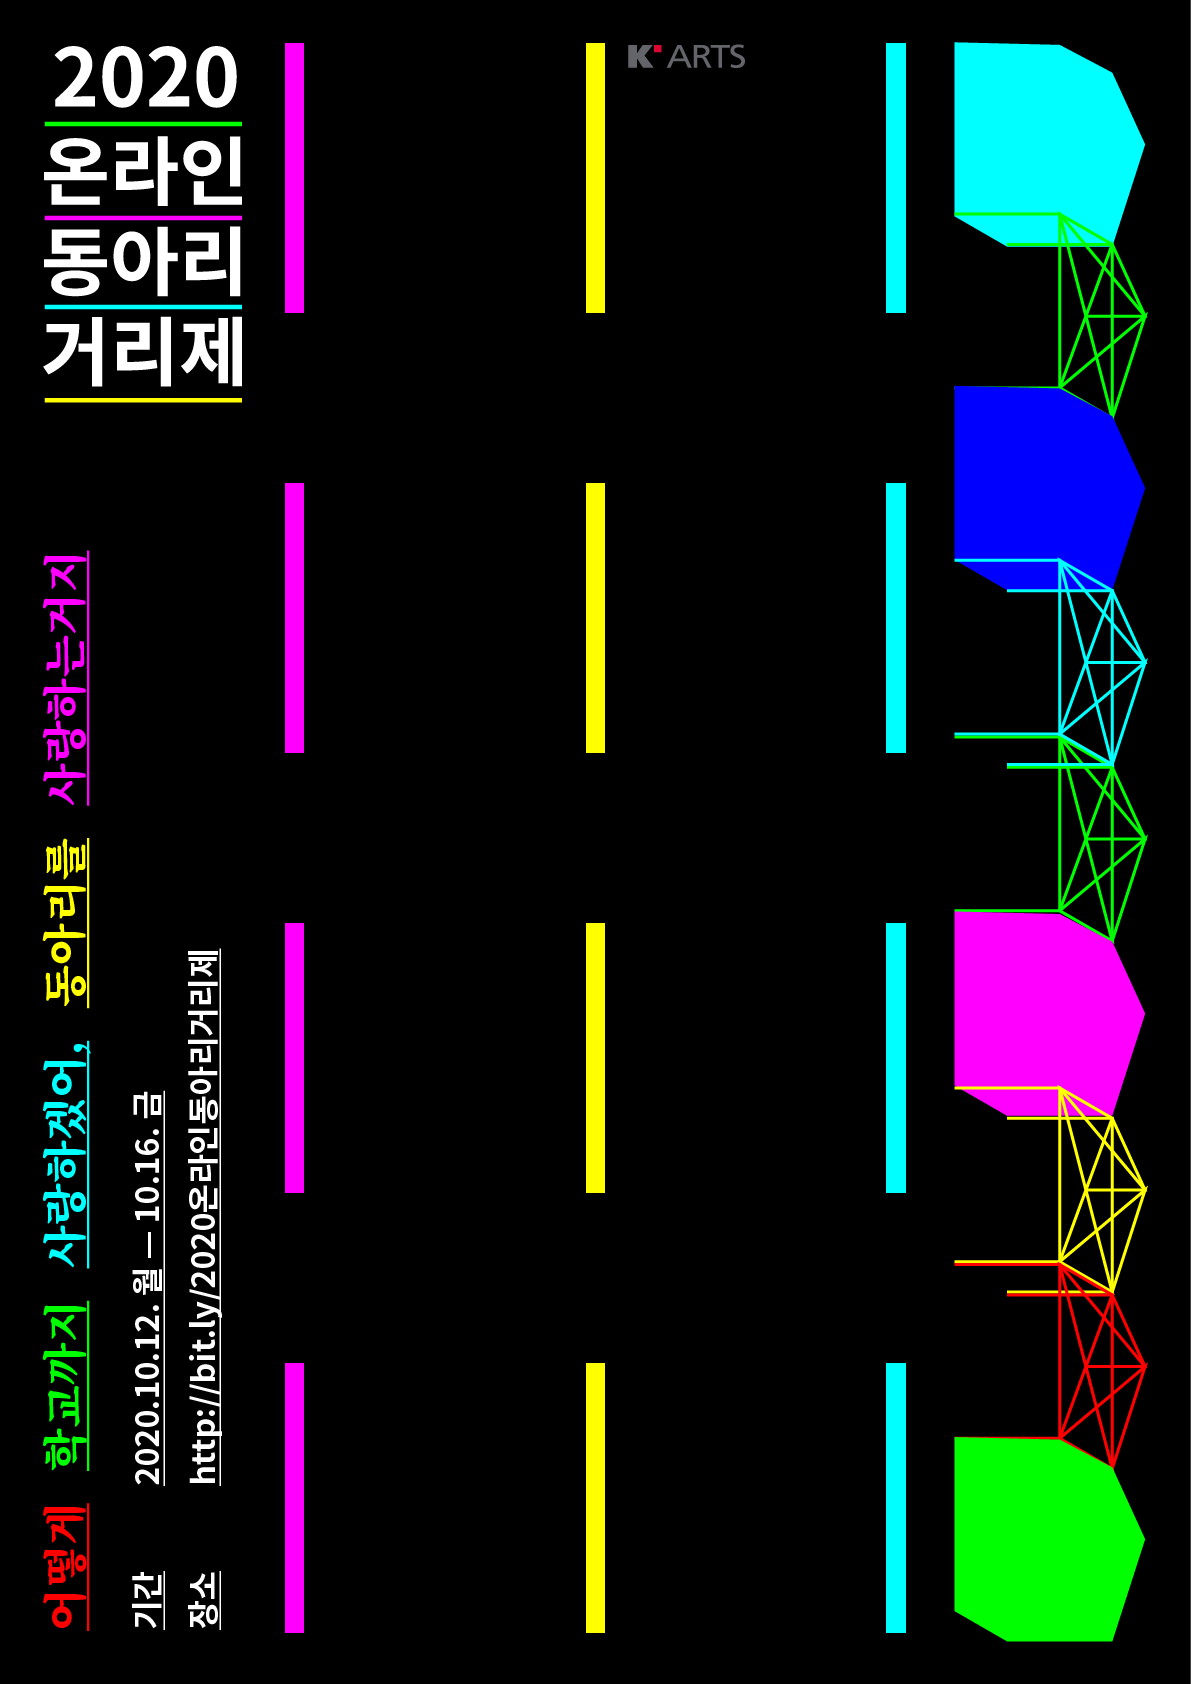 2020
온라인
동아리
거리제
K' ARTS
어떻게 학교까지 사랑하겠어, 동아리를 사랑하는거지
기간 2020.10.12. 월 — 10.16. 금
장소 http://bit.ly/2020온라인동아리거리제